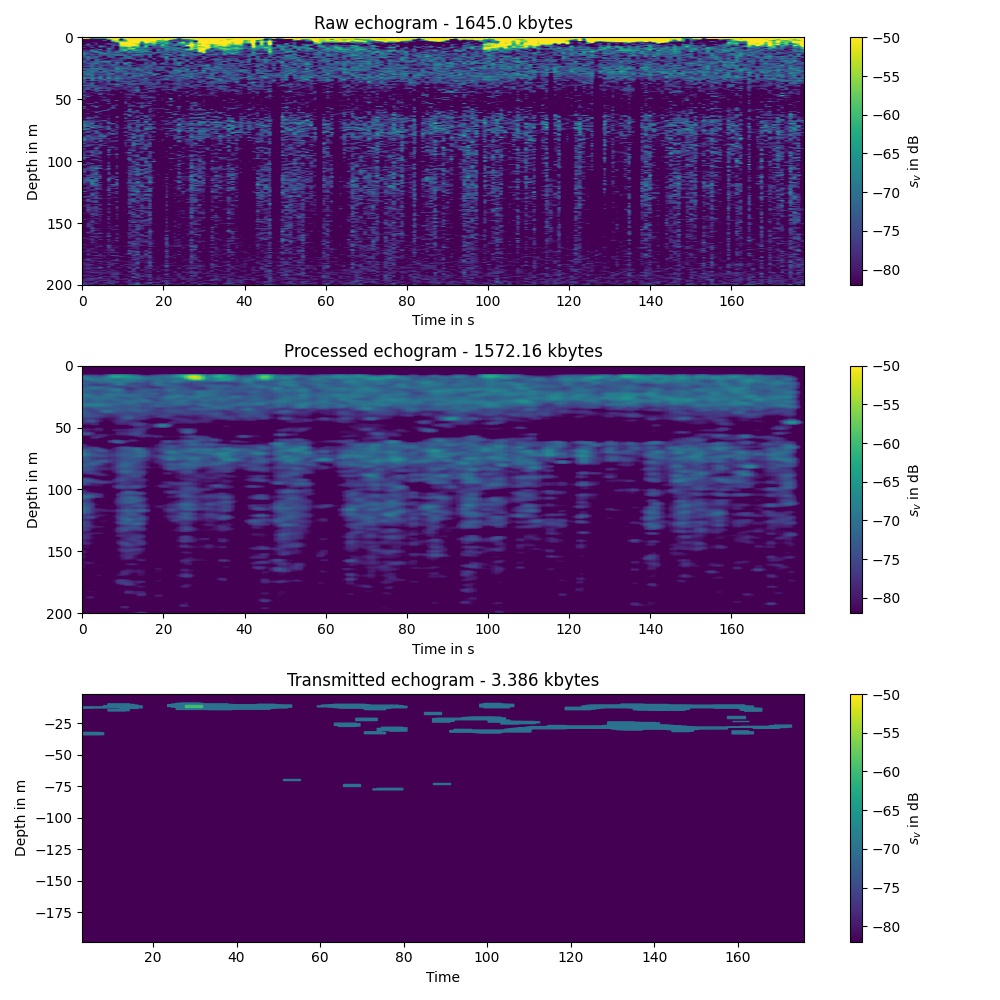 Raw echogram - 1645.0 kbytes
0
50
100
150
200
Depth in m
0 20 40 60 80 100 120 140 160
Time in s
−50
−55
−60
−65
−70
−75
−80
sv in dB
Processed echogram - 1572.16 kbytes
0
50
100
150
200
Depth in m
0 20 40 60 80 100 120 140 160
Time in s
−50
−55
−60
−65
−70
−75
−80
sv in dB
Transmitted echogram - 3.386 kbytes
−25
−50
−75
−100
−125
−150
−175
Depth in m
20 40 60 80 100 120 140 160
Time
−50
−55
−60
−65
−70
−75
−80
sv in dB